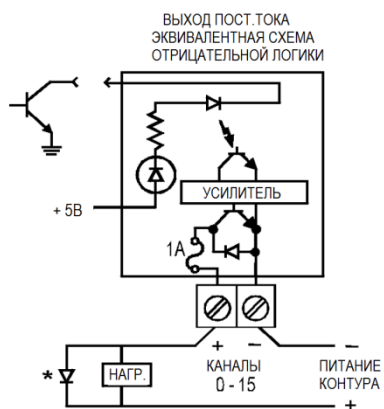 ВЫХОД ПОСТ.ТОКА
ЭКВИВАЛЕНТНАЯ СХЕМА
ОТРИЦАТЕЛЬНОЙ ЛОГИКИ
УСИЛИТЕЛЬ
+ 5В
1А
+ −
КАНАЛЫ
0 - 15
−
ПИТАНИЕ
КОНТУРА
+
* НАГР.